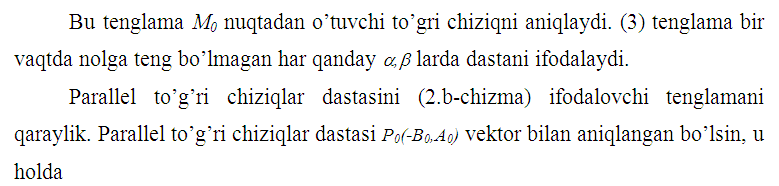 Bu tenglama M₀ nuqtadan o’tuvchi to’gri chiziqni aniqlaydi. (3) tenglama bir
vaqtda nolga teng bo’lmagan har qanday α,β larda dastani ifodalaydi.
Parallel to’g’ri chiziqlar dastasini (2.b-chizma) ifodalovchi tenglamani
qaraylik. Parallel to’g’ri chiziqlar dastasi P₀(-B₀,A₀) vektor bilan aniqlangan bo’lsin, u
holda